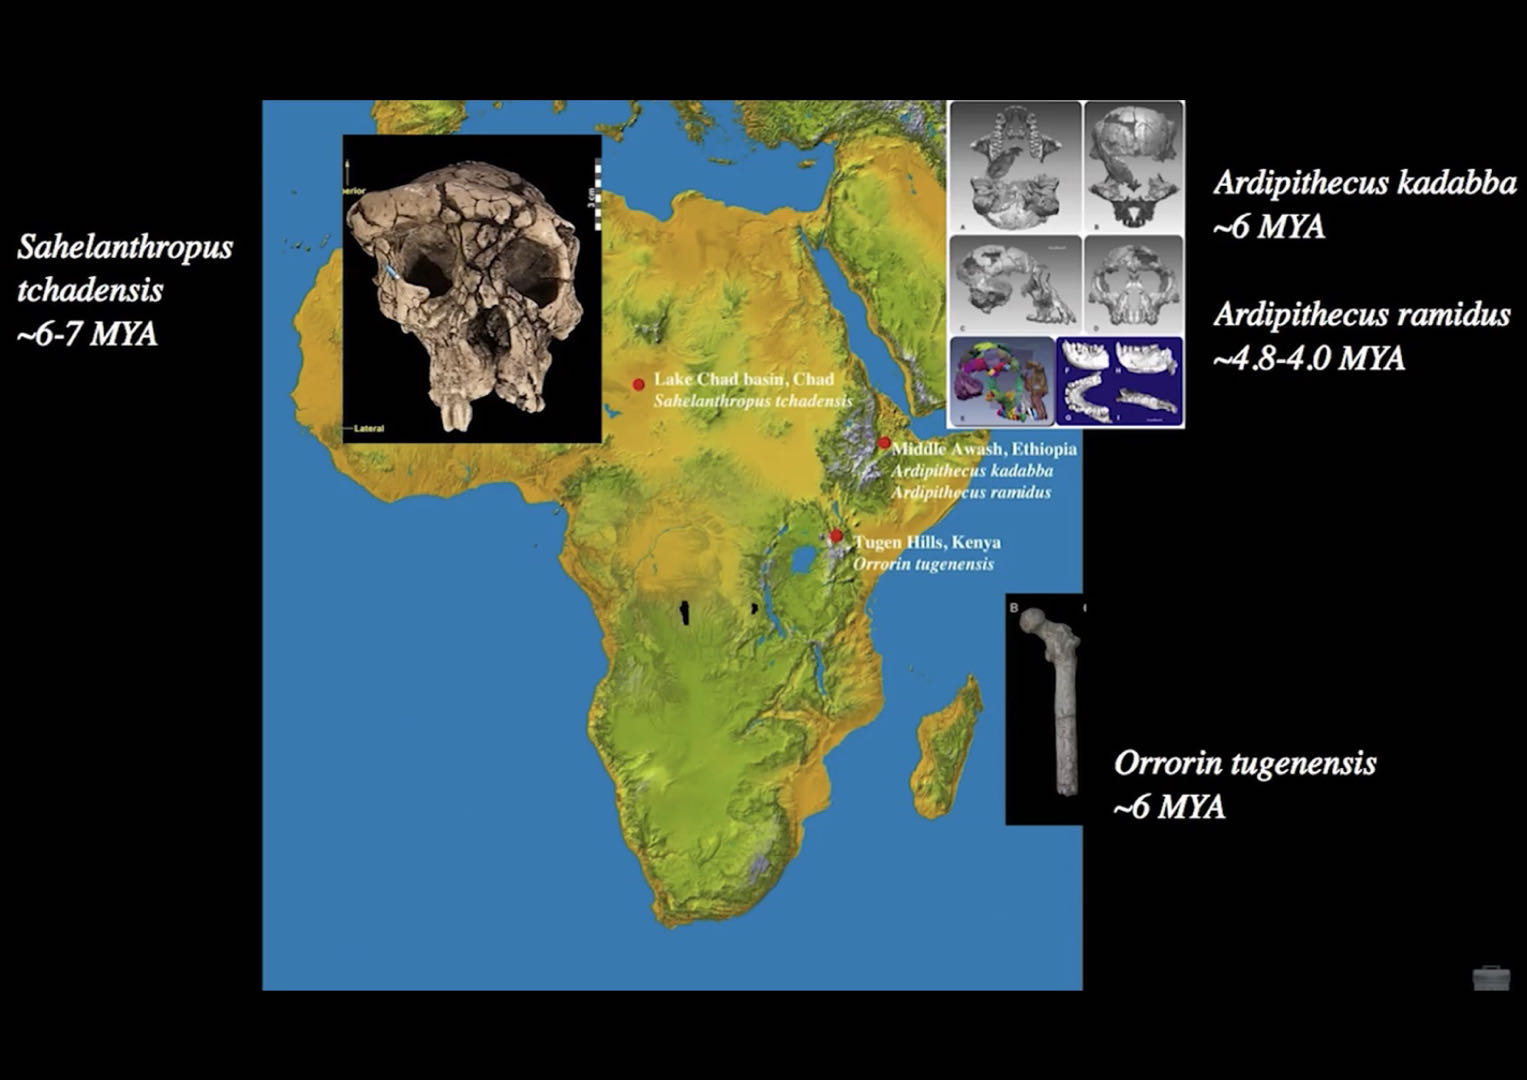 Sahelanthropus
tchadensis
~6-7 MYA
3 cm
Lateral
Lake Chad basin, Chad
Sahelanthropus tchadensis
Middle Awash, Ethiopia
Ardipithecus kadabba
Ardipithecus ramidus
Tugen Hills, Kenya
Orrorin tugenensis
A
B
C
D
E
F
H
G
I
Ardipithecus kadabba
~6 MYA
Ardipithecus ramidus
~4.8-4.0 MYA
B
Orrorin tugenensis
~6 MYA